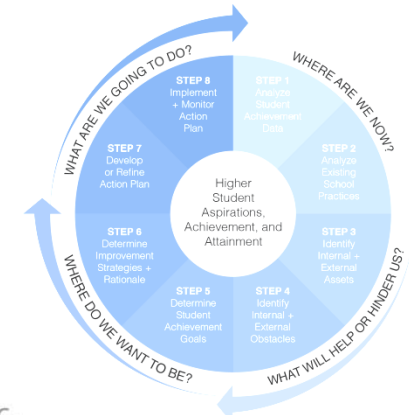 WHERE ARE WE NOW?
STEP 1
Analyze
Student
Achievement
Data
STEP 2
Analyze
Existing
School
Practices
WHAT WILL HELP OR HINDER US?
STEP 3
Identify
Internal +
External
Assets
STEP 4
Identify
Internal +
External
Obstacles
WHERE DO WE WANT TO BE?
STEP 5
Determine
Student
Achievement
Goals
STEP 6
Determine
Improvement
Strategies +
Rationale
WHAT ARE WE GOING TO DO?
STEP 7
Develop
or Refine
Action Plan
STEP 8
Implement
+ Monitor
Action
Plan
Higher
Student
Aspirations,
Achievement, and
Attainment